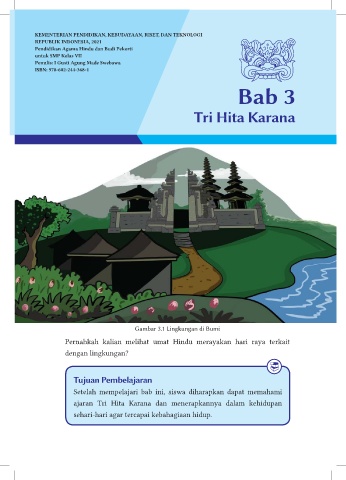 KEMENTERIAN PENDIDIKAN, KEBUDAYAAN, RISET, DAN TEKNOLOGI
REPUBLIK INDONESIA, 2021
Pendidikan Agama Hindu dan Budi Pekerti
untuk SMP Kelas VII
Penulis: I Gusti Agung Made Swebawa
ISBN: 978-602-244-368-1
Bab 3
Tri Hita Karana
Gambar 3.1 Lingkungan di Bumi
Pernahkah kalian melihat umat Hindu merayakan hari raya terkait
dengan lingkungan?
Tujuan Pembelajaran
Setelah mempelajari bab ini, siswa diharapkan dapat memahami
ajaran Tri Hita Karana dan menerapkannya dalam kehidupan
sehari-hari agar tercapai kebahagiaan hidup.